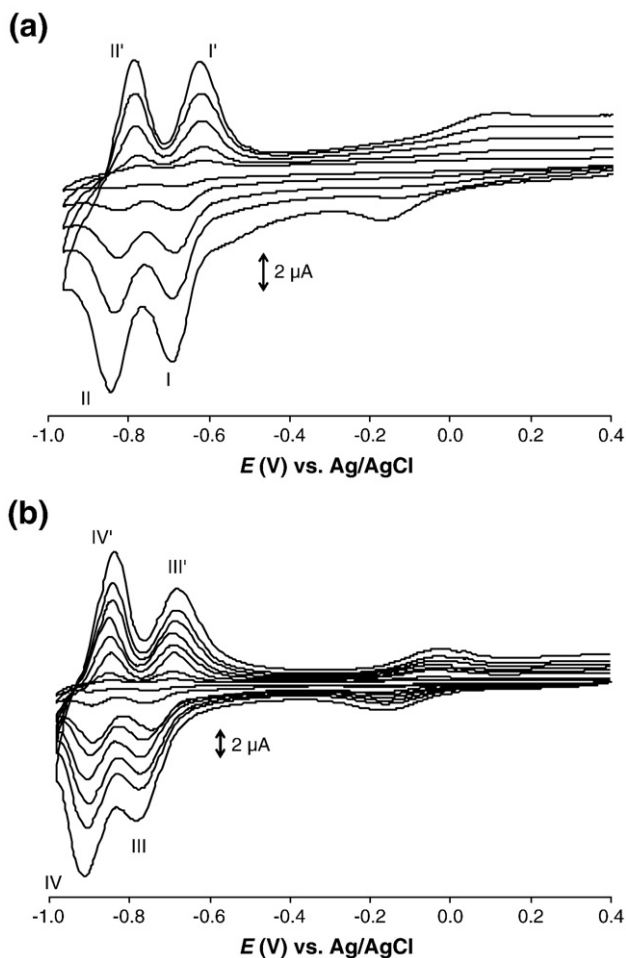 (a)
II'
I'
2 µA
I
II
-1.0 -0.8 -0.6 -0.4 -0.2 0.0 0.2 0.4
E (V) vs. Ag/AgCl
(b)
IV'
III'
2 µA
III
IV
-1.0 -0.8 -0.6 -0.4 -0.2 0.0 0.2 0.4
E (V) vs. Ag/AgCl